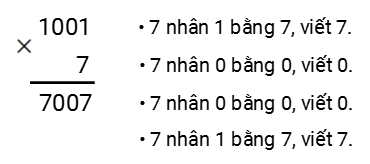 1001
×
7
7007
• 7 nhân 1 bằng 7, viết 7.
• 7 nhân 0 bằng 0, viết 0.
• 7 nhân 0 bằng 0, viết 0.
• 7 nhân 1 bằng 7, viết 7.